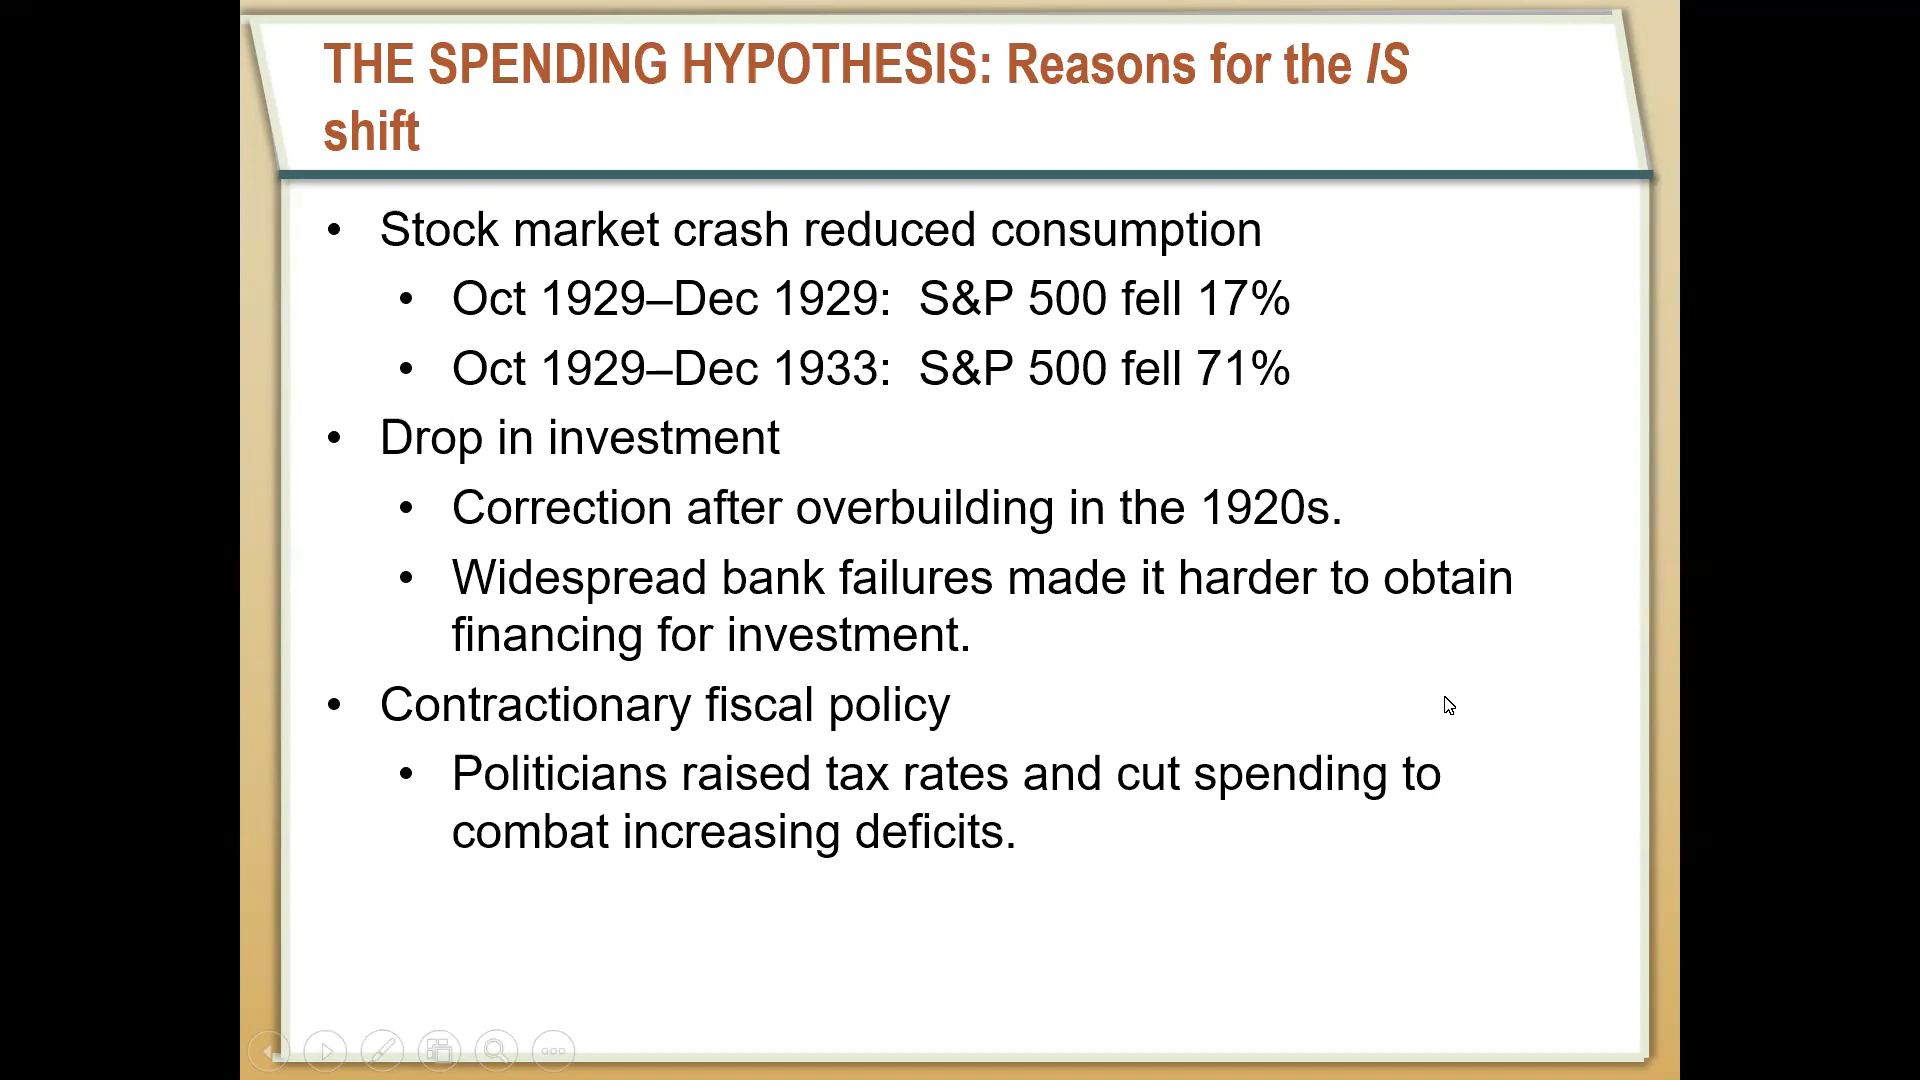 THE SPENDING HYPOTHESIS: Reasons for the IS
shift
• Stock market crash reduced consumption
• Oct 1929–Dec 1929:  S&P 500 fell 17%
• Oct 1929–Dec 1933:  S&P 500 fell 71%
• Drop in investment
• Correction after overbuilding in the 1920s.
• Widespread bank failures made it harder to obtain
financing for investment.
• Contractionary fiscal policy
• Politicians raised tax rates and cut spending to
combat increasing deficits.